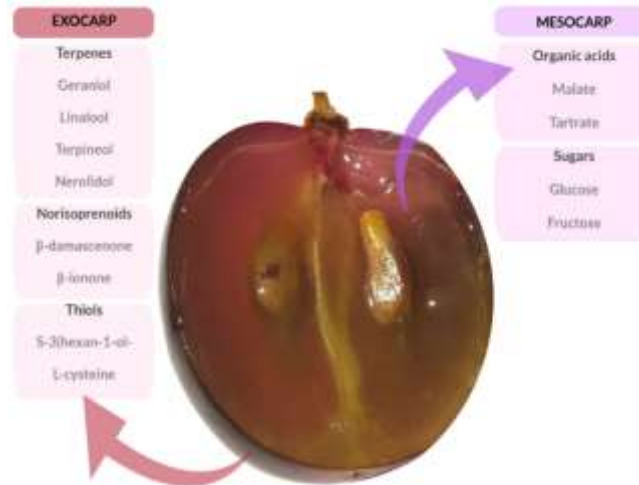 EXOCARP
Terpenes
Geraniol
Linalool
Terpineol
Nerolidol
Norisoprenoids
β-damascenone
β-ionone
Thiols
S-3(hexan-1-ol-
L-cysteine
MESOCARP
Organic acids
Malate
Tartrate
Sugars
Glucose
Fructose